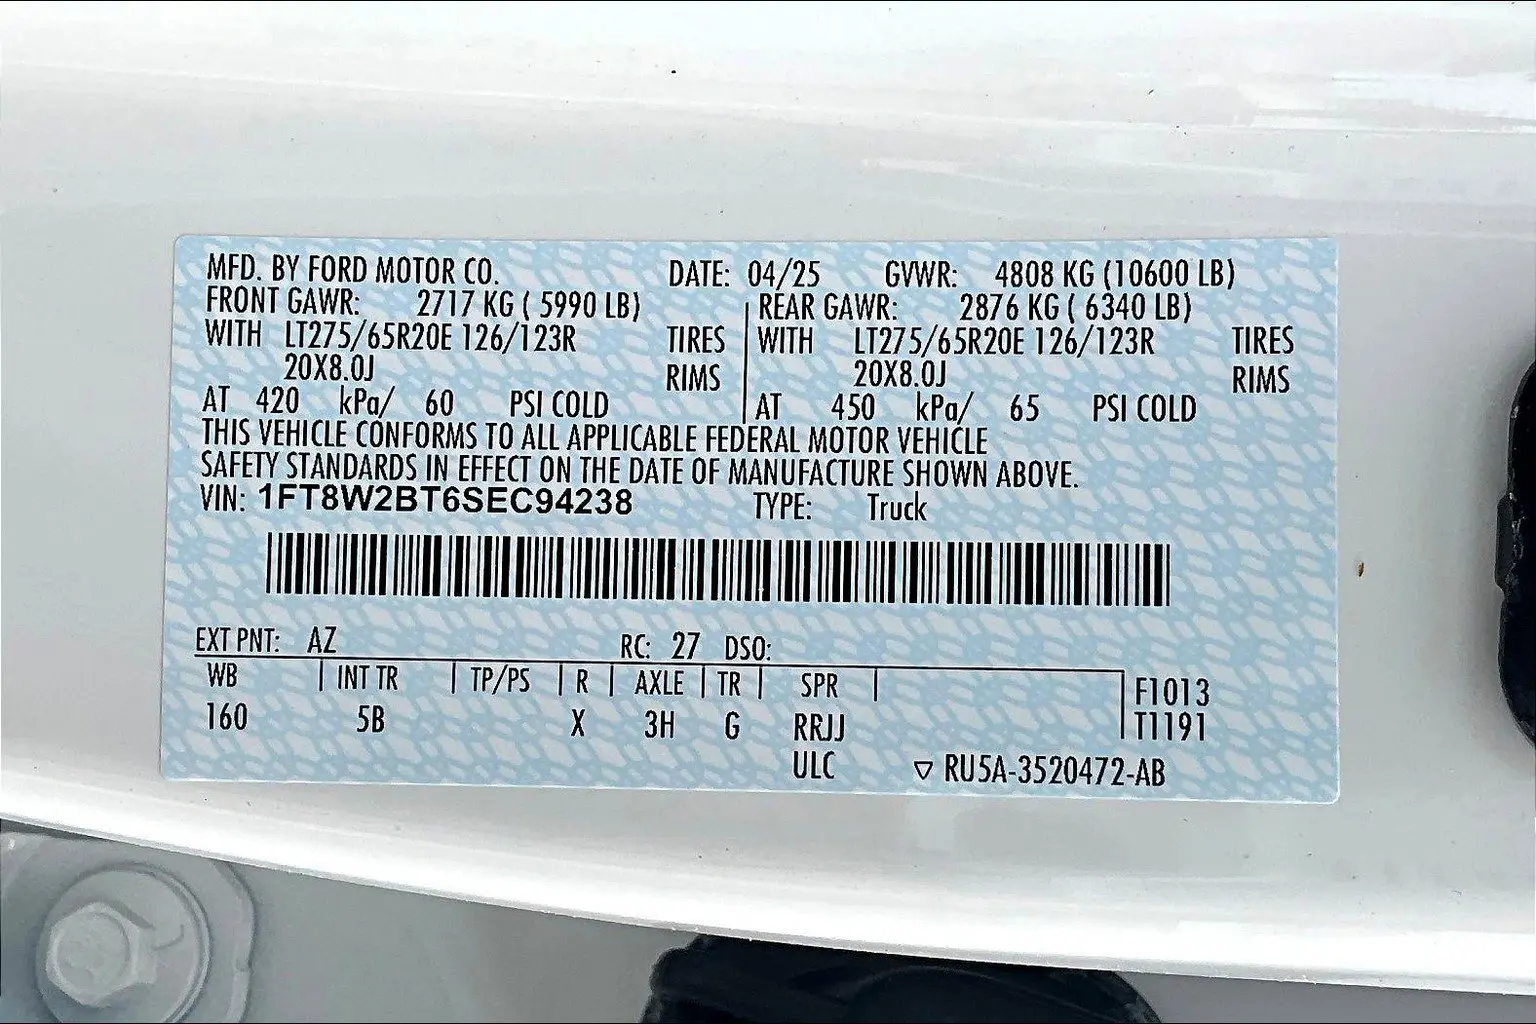 MFD. BY FORD MOTOR CO. DATE: 04/25 GVWR: 4808 KG (10600 LB)
FRONT GAWR: 2717 KG ( 5990 LB) REAR GAWR: 2876 KG ( 6340 LB)
WITH LT275/65R20E 126/123R TIRES WITH LT275/65R20E 126/123R TIRES
20X8.0J RIMS 20X8.0J RIMS
AT 420 kPa/ 60 PSI COLD AT 450 kPa/ 65 PSI COLD
THIS VEHICLE CONFORMS TO ALL APPLICABLE FEDERAL MOTOR VEHICLE
SAFETY STANDARDS IN EFFECT ON THE DATE OF MANUFACTURE SHOWN ABOVE.
VIN: 1FT8W2BT6SEC94238 TYPE: Truck
EXT PNT: AZ RC: 27 DSO:
WB INT TR TP/PS R AXLE TR SPR F1013
160 5B X 3H G RRJJ T1191
ULC ▽ RU5A-3520472-AB